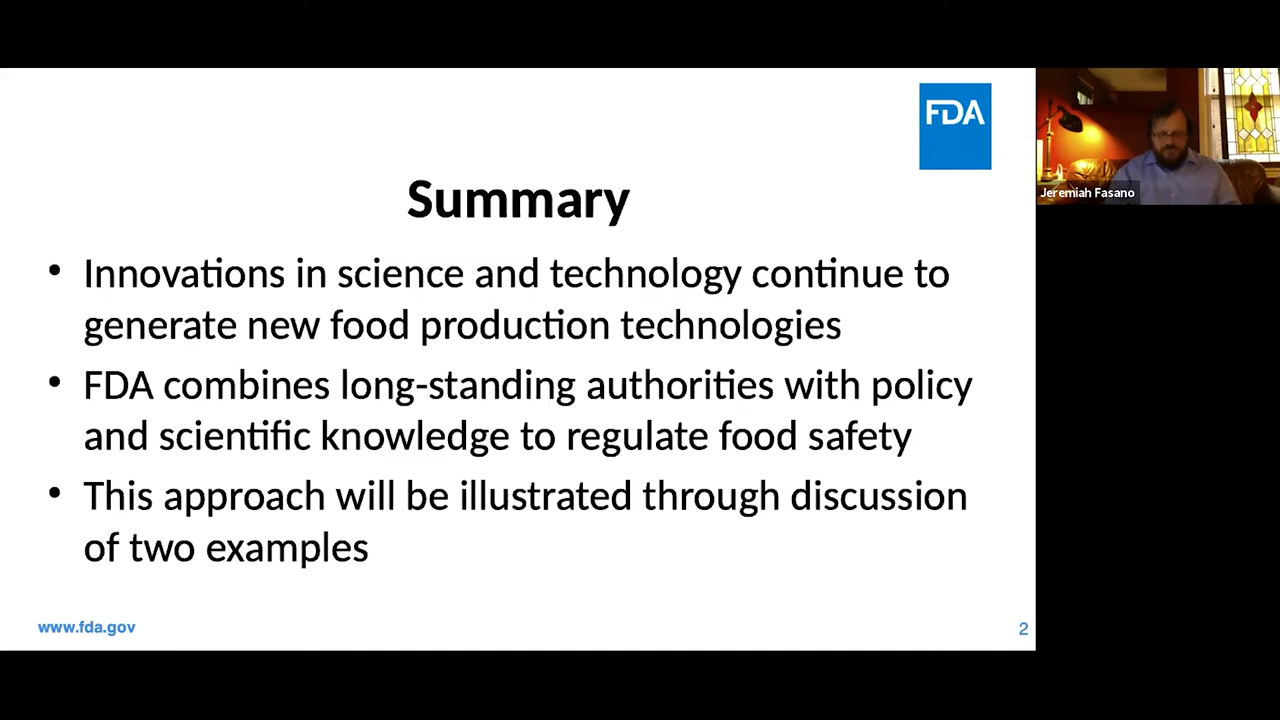 FDA
Summary
• Innovations in science and technology continue to
generate new food production technologies
• FDA combines long-standing authorities with policy
and scientific knowledge to regulate food safety
• This approach will be illustrated through discussion
of two examples
www.fda.gov
2
Jeremiah Fasano